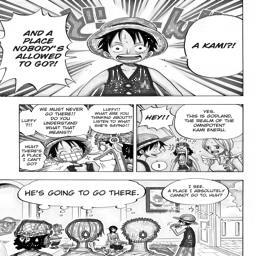 A KAMI?!
AND A
PLACE
NOBODY'S
ALLOWED
TO GO?!
YES.
THIS IS GODLAND,
THE REALM OF THE
OMNIPOTENT
KAMI ENERU.
HEY!!
LUFFY!
WHAT ARE YOU
THINKING ABOUT?
LISTEN TO WHAT
SHE'S SAYING!!
WE MUST
NEVER GO
THERE!! DO
UNDERSTAND
WHAT THAT
MEANS?!
LUFFY
?!
HUH?
THERE'S
A PLACE
I CAN'T
GO?
I SEE.
A PLACE I ABSOLUTELY
CANNOT GO TO, HUH?
HE'S GOING TO GO THERE.